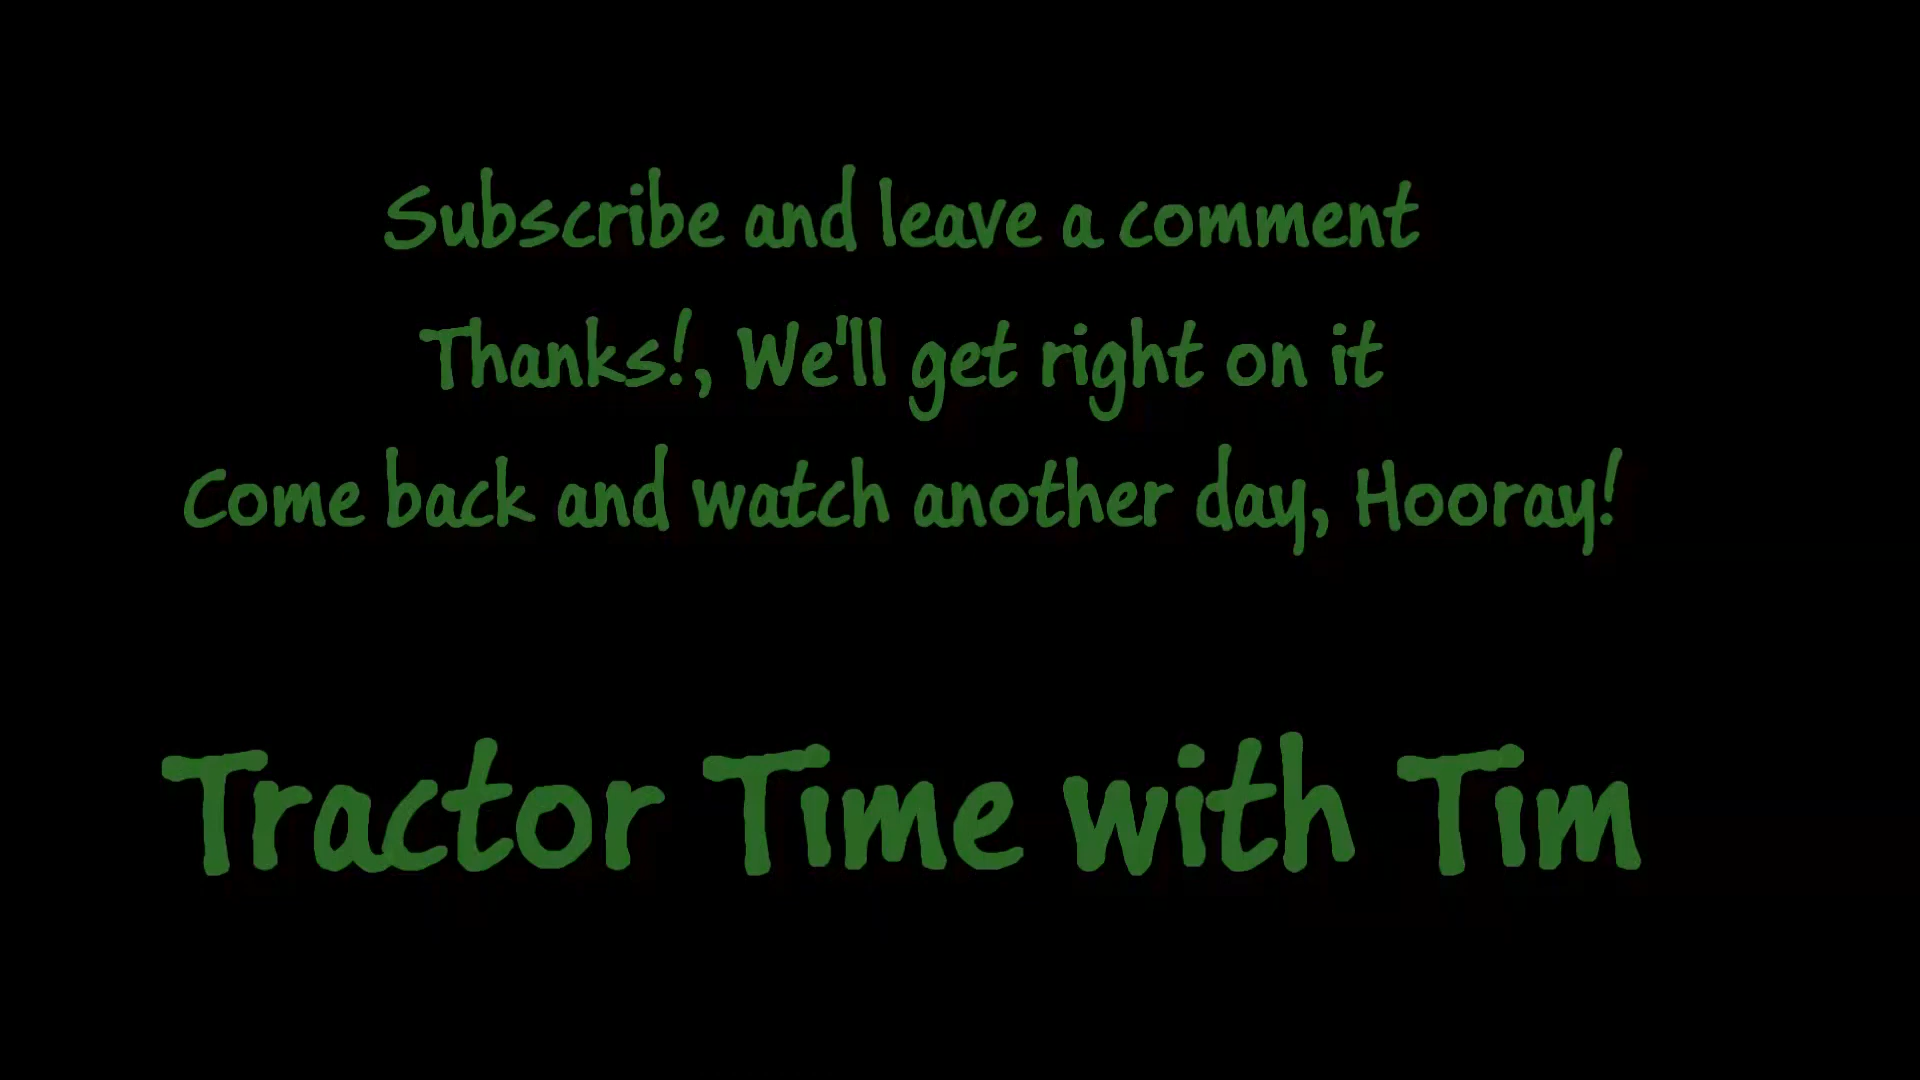 Subscribe and leave a comment
Thanks!, We'll get right on it
Come back and watch another day, Hooray!
Tractor Time with Tim